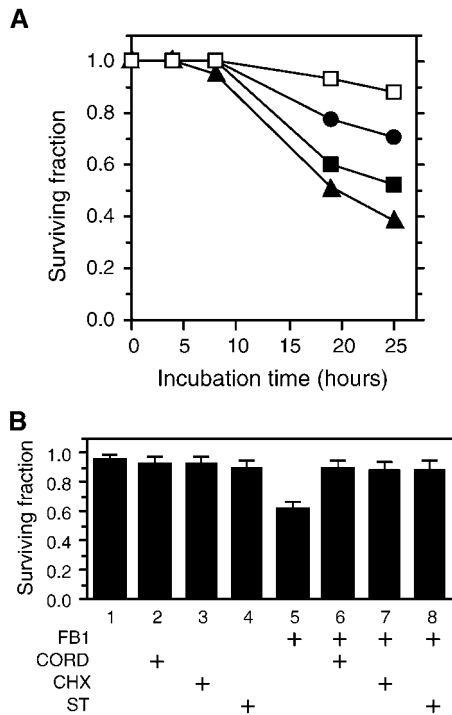 A
Surviving fraction
1.0
0.8
0.6
0.4
0.2
0.0
0 5 10 15 20 25
Incubation time (hours)
B
Surviving fraction
1.0
0.8
0.6
0.4
0.2
0.0
1 2 3 4 5 6 7 8
FB1 + + + +
CORD + +
CHX + +
ST + +